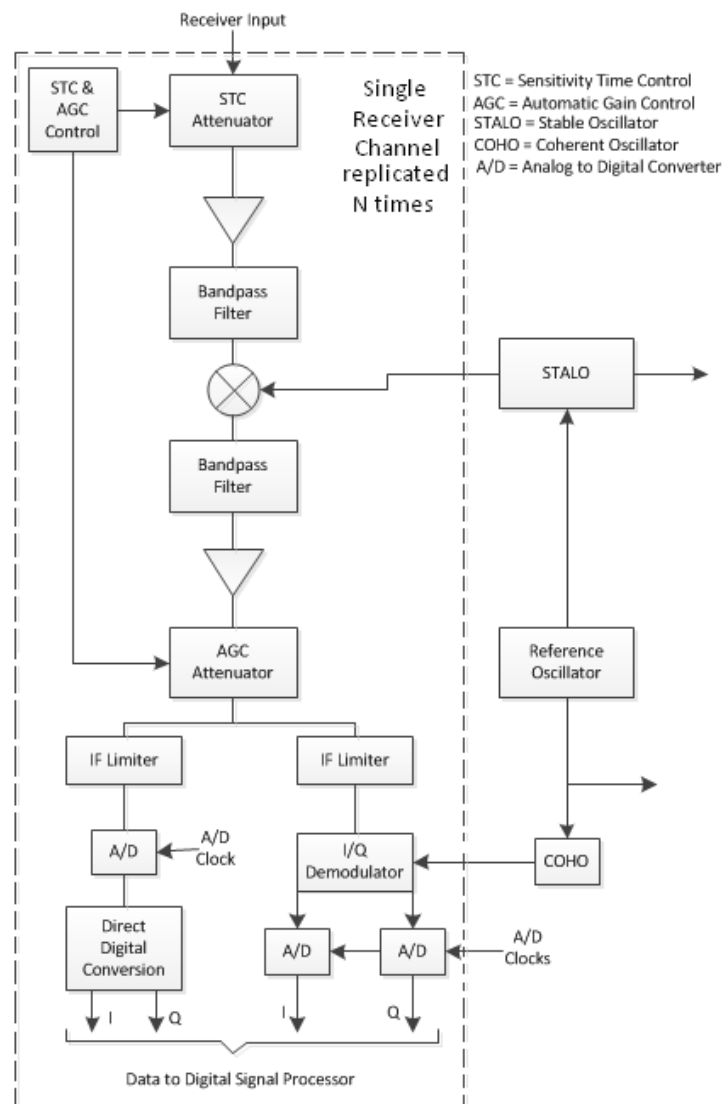 Receiver Input
STC &
AGC
Control
STC
Attenuator
Single
Receiver
Channel
replicated
N times
STC = Sensitivity Time Control
AGC = Automatic Gain Control
STALO = Stable Oscillator
COHO = Coherent Oscillator
A/D = Analog to Digital Converter
Bandpass
Filter
STALO
Bandpass
Filter
AGC
Attenuator
Reference
Oscillator
IF Limiter
IF Limiter
A/D
A/D
Clock
I/Q
Demodulator
COHO
Direct
Digital
Conversion
A/D
A/D
A/D
Clocks
I
Q
I
Q
Data to Digital Signal Processor